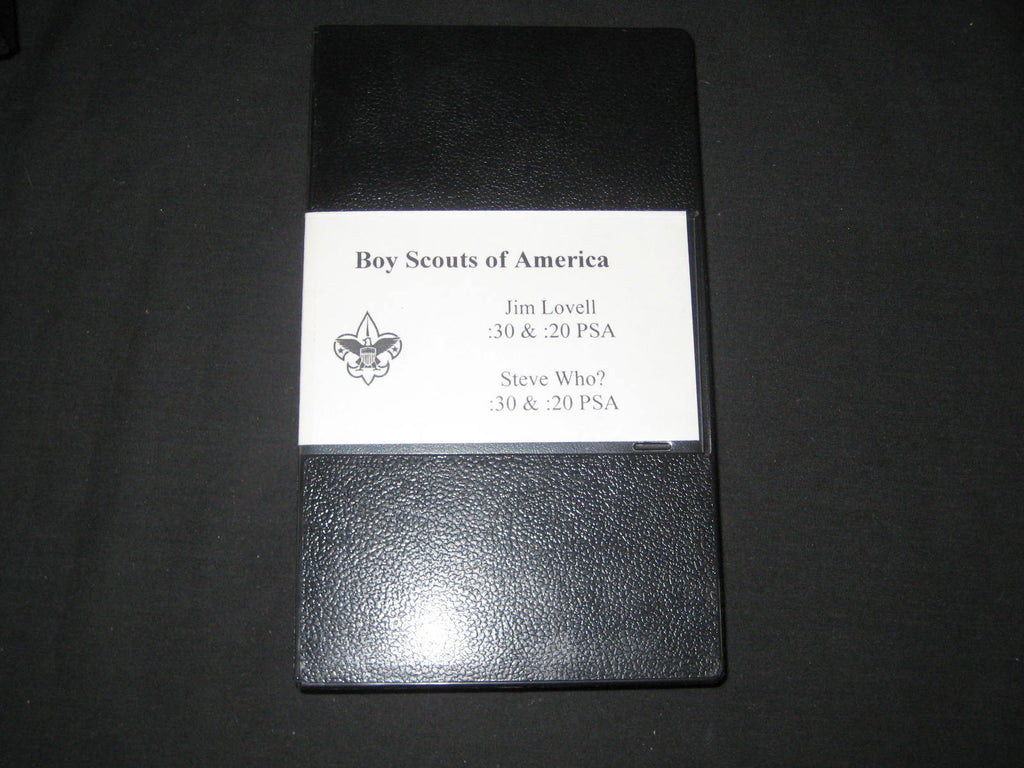 Boy Scouts of America
Jim Lovell
:30 & :20 PSA
Steve Who?
:30 & :20 PSA